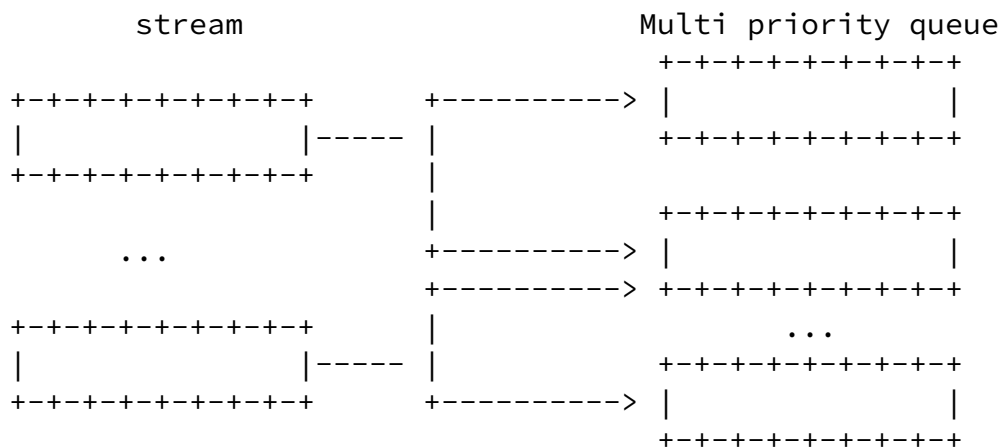 stream Multi priority queue
+-+-+-+-+-+-+-+-+
+-+-+-+-+-+-+-+-+ +----------> | |
| |----- | +-+-+-+-+-+-+-+-+
+-+-+-+-+-+-+-+-+ |
| +-+-+-+-+-+-+-+-+
... +----------> | |
+----------> +-+-+-+-+-+-+-+-+
+-+-+-+-+-+-+-+-+ | ...
| |----- | +-+-+-+-+-+-+-+-+
+-+-+-+-+-+-+-+-+ +----------> | |
+-+-+-+-+-+-+-+-+